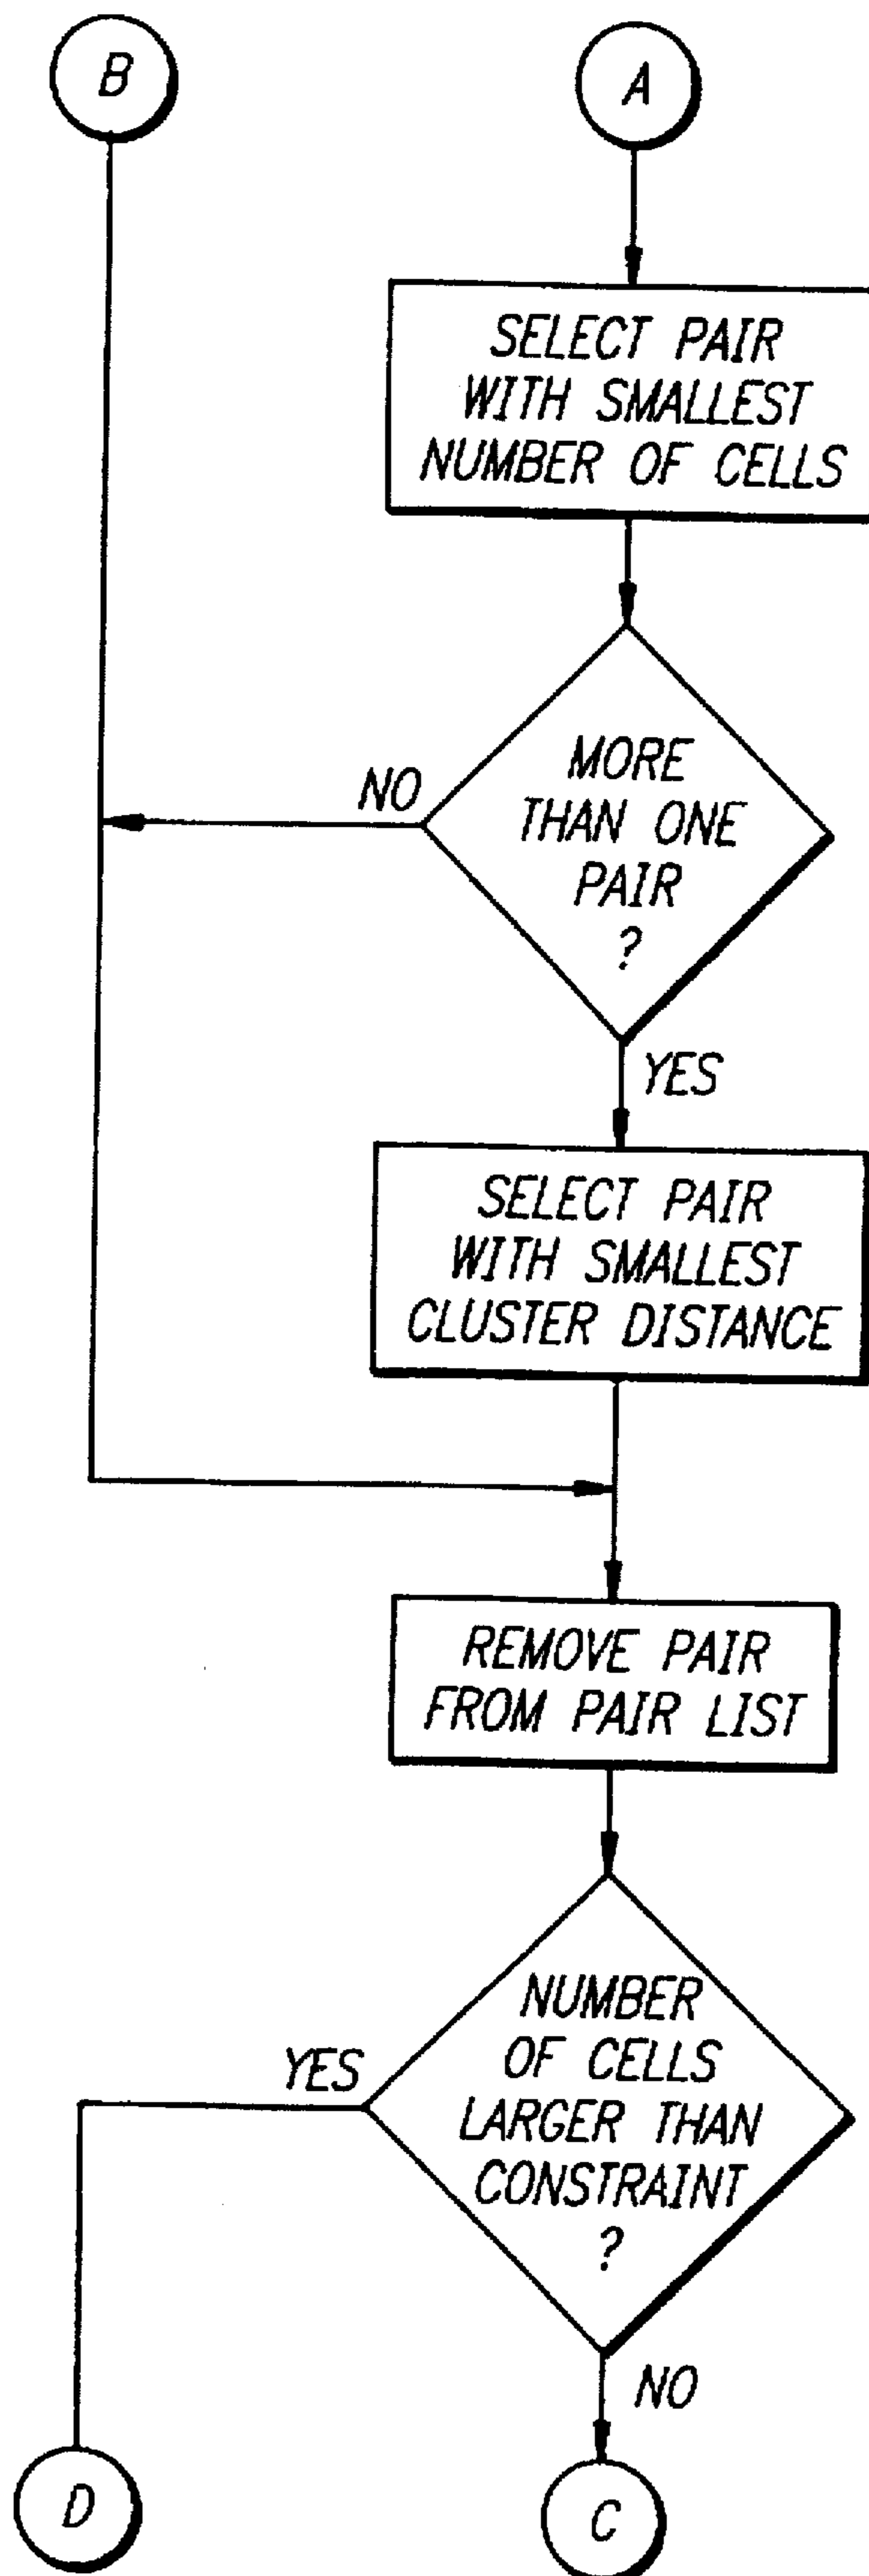 B
A
SELECT PAIR
WITH SMALLEST
NUMBER OF CELLS
NO
MORE
THAN ONE
PAIR
?
YES
SELECT PAIR
WITH SMALLEST
CLUSTER DISTANCE
REMOVE PAIR
FROM PAIR LIST
YES
NUMBER
OF CELLS
LARGER THAN
CONSTRAINT
?
NO
D
C